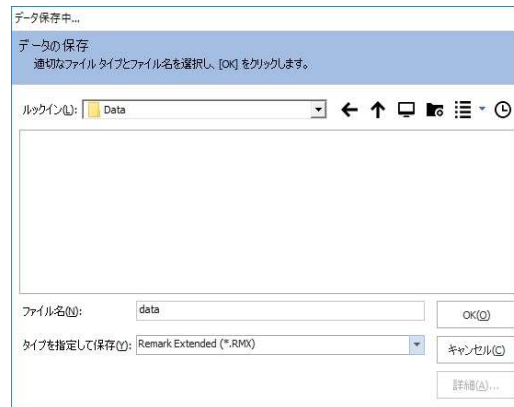 データ保存中...
データの保存
適切なファイル タイプとファイル名を選択し、[OK] をクリックします。
ルックイン(L): Data
ファイル名(N): data
OK(O)
タイプを指定して保存(Y): Remark Extended (*.RMX)
キャンセル(C)
詳細(A)...